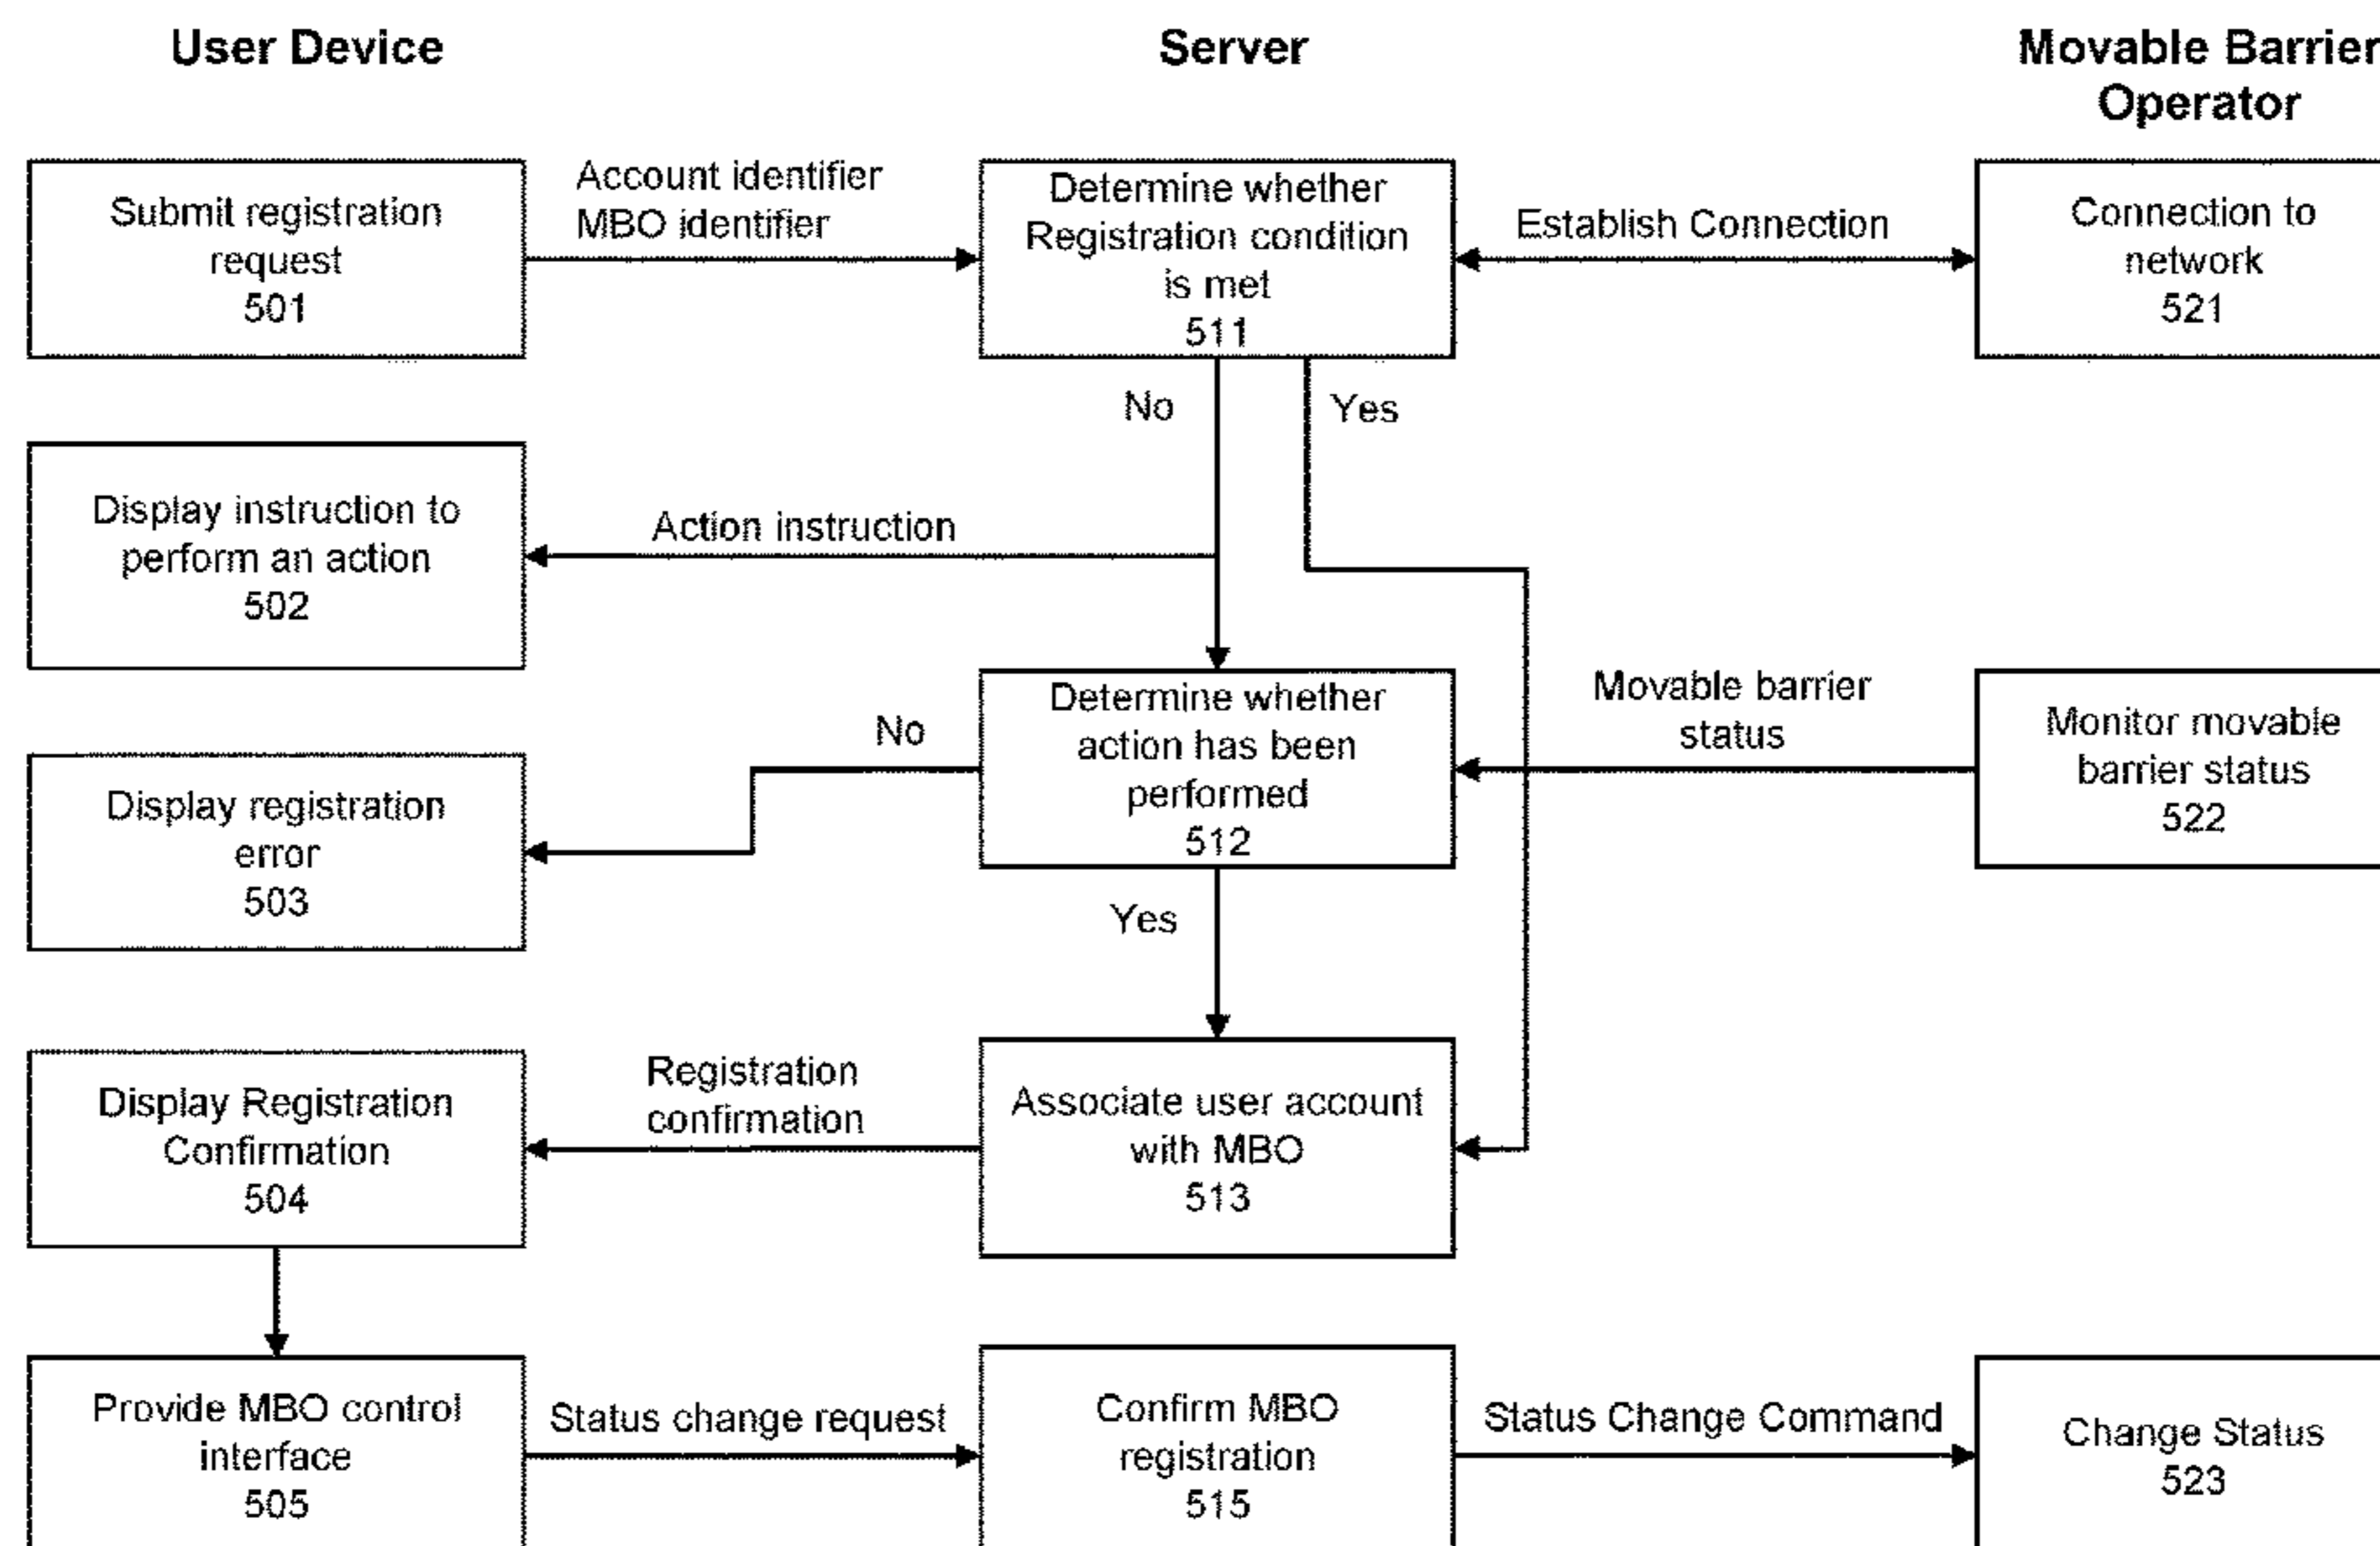 User Device
Server
Movable Barrier
Operator
Submit registration
request
501
Account identifier
MBO identifier
Determine whether
Registration condition
is met
511
Establish Connection
Connection to
network
521
No
Yes
Display instruction to
perform an action
502
Action instruction
Determine whether
action has been
performed
512
Movable barrier
status
Monitor movable
barrier status
522
No
Display registration
error
503
Yes
Display Registration
Confirmation
504
Registration
confirmation
Associate user account
with MBO
513
Provide MBO control
interface
505
Status change request
Confirm MBO
registration
515
Status Change Command
Change Status
523